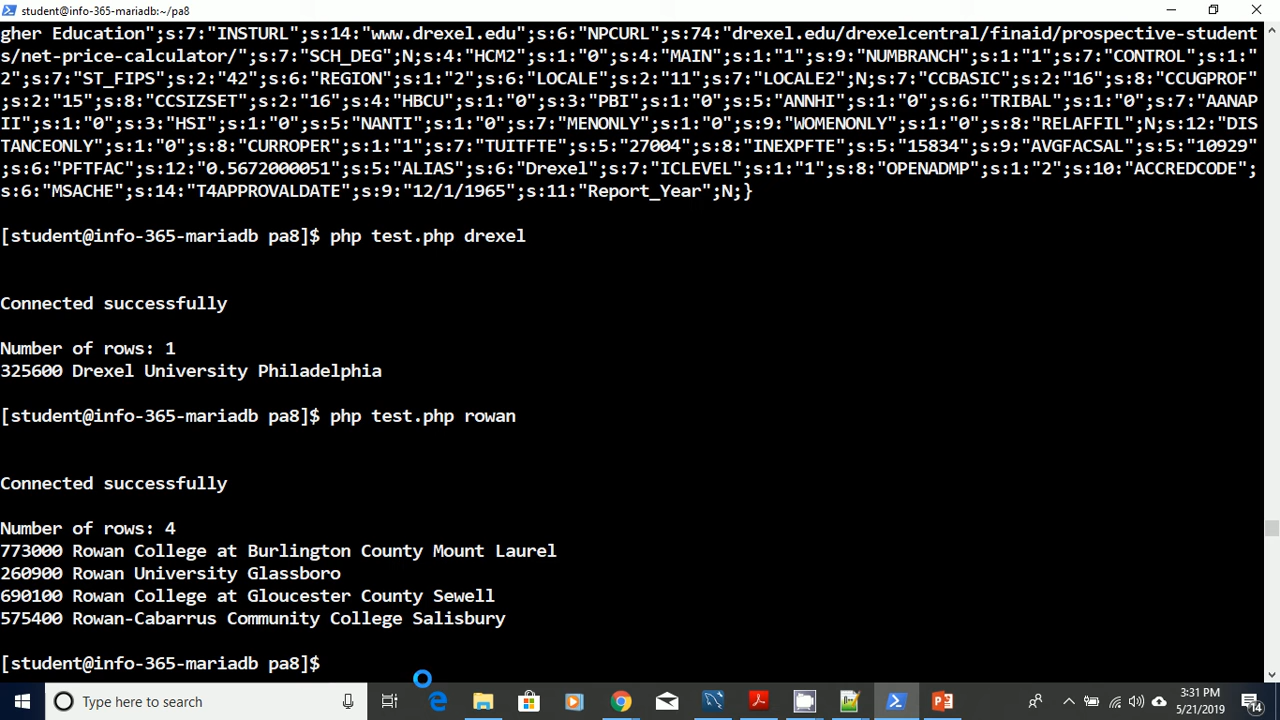 student@info-365-mariadb:~/pa8
gher Education";s:7:"INSTURL";s:14:"www.drexel.edu";s:6:"NPCURL";s:74:"drexel.edu/drexelcentral/finaid/prospective-student
s/net-price-calculator/";s:7:"SCH_DEG";N;s:4:"HCM2";s:1:"0";s:4:"MAIN";s:1:"1";s:9:"NUMBRANCH";s:1:"1";s:7:"CONTROL";s:1:"
2";s:7:"ST_FIPS";s:2:"42";s:6:"REGION";s:1:"2";s:6:"LOCALE";s:2:"11";s:7:"LOCALE2";N;s:7:"CCBASIC";s:2:"16";s:8:"CCUGPROF"
;s:2:"15";s:8:"CCSIZSET";s:2:"16";s:4:"HBCU";s:1:"0";s:3:"PBI";s:1:"0";s:5:"ANNHI";s:1:"0";s:6:"TRIBAL";s:1:"0";s:7:"AANAP
II";s:1:"0";s:3:"HSI";s:1:"0";s:5:"NANTI";s:1:"0";s:7:"MENONLY";s:1:"0";s:9:"WOMENONLY";s:1:"0";s:8:"RELAFFIL";N;s:12:"DIS
TANCEONLY";s:1:"0";s:8:"CURROPER";s:1:"1";s:7:"TUITFTE";s:5:"27004";s:8:"INEXPFTE";s:5:"15834";s:9:"AVGFACSAL";s:5:"10929"
;s:6:"PFTFAC";s:12:"0.5672000051";s:5:"ALIAS";s:6:"Drexel";s:7:"ICLEVEL";s:1:"1";s:8:"OPENADMP";s:1:"2";s:10:"ACCREDCODE";
s:6:"MSACHE";s:14:"T4APPROVALDATE";s:9:"12/1/1965";s:11:"Report_Year";N;}
[student@info-365-mariadb pa8]$ php test.php drexel
Connected successfully
Number of rows: 1
325600 Drexel University Philadelphia
[student@info-365-mariadb pa8]$ php test.php rowan
Connected successfully
Number of rows: 4
773000 Rowan College at Burlington County Mount Laurel
260900 Rowan University Glassboro
690100 Rowan College at Gloucester County Sewell
575400 Rowan-Cabarrus Community College Salisbury
[student@info-365-mariadb pa8]$
Type here to search
3:31 PM
5/21/2019
14